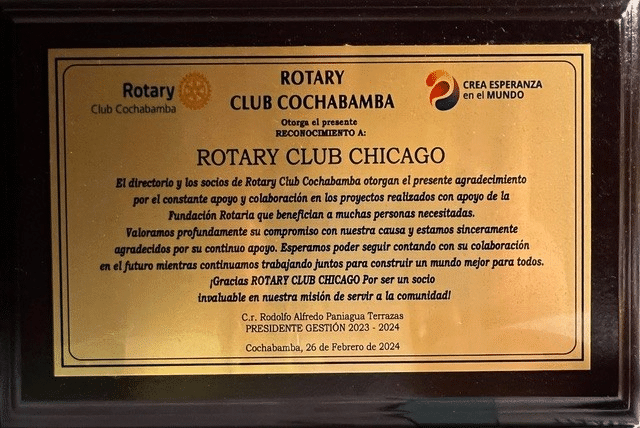 Rotary
Club Cochabamba
ROTARY
CLUB COCHABAMBA
CREA ESPERANZA
en el MUNDO
Otorga el presente
RECONOCIMIENTO A:
ROTARY CLUB CHICAGO
El directorio y los socios de Rotary Club Cochabamba otorgan el presente agradecimiento
por el constante apoyo y colaboración en los proyectos realizados con apoyo de la
Fundación Rotaria que benefician a muchas personas necesitadas.
Valoramos profundamente su compromiso con nuestra causa y estamos sinceramente
agradecidos por su continuo apoyo. Esperamos poder seguir contando con su colaboración
en el futuro mientras continuamos trabajando juntos para construir un mundo mejor para todos.
¡Gracias ROTARY CLUB CHICAGO Por ser un socio
invaluable en nuestra misión de servir a la comunidad!
C.r. Rodolfo Alfredo Paniagua Terrazas
PRESIDENTE GESTIÓN 2023 - 2024
Cochabamba, 26 de Febrero de 2024